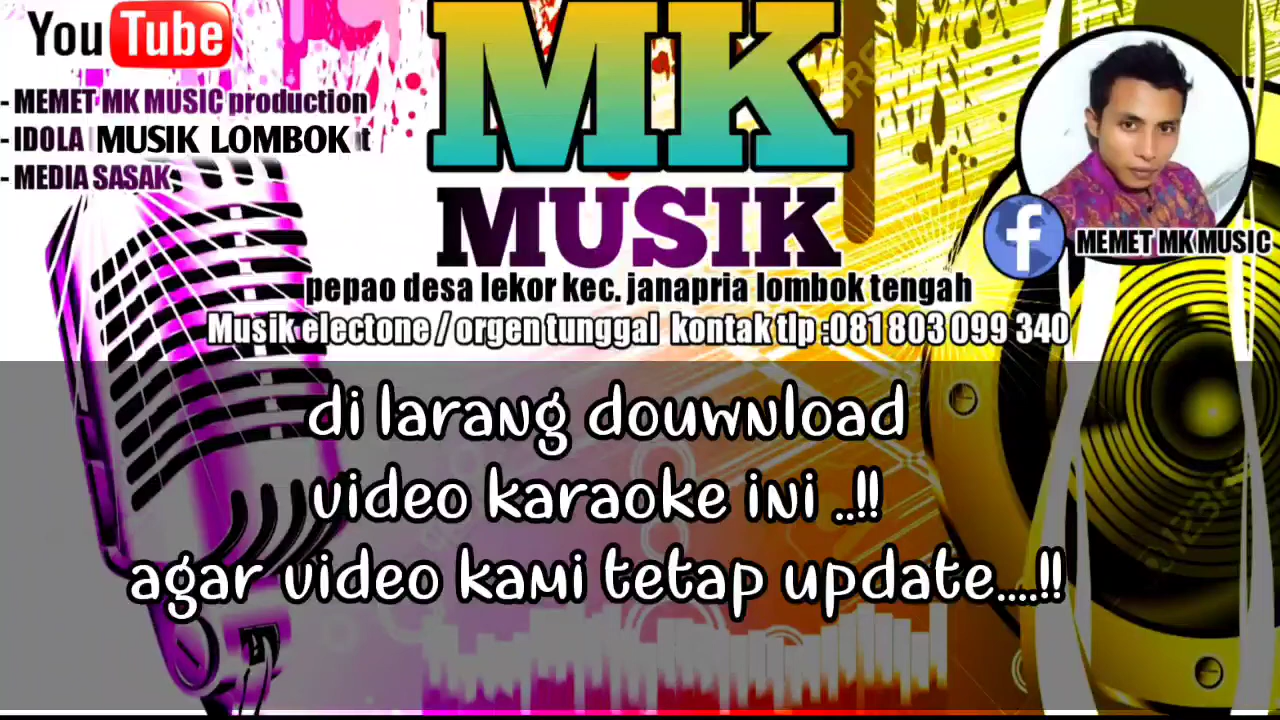 You Tube
- MEMET MK MUSIC production
- IDOLA MUSIK LOMBOK t
- MEDIA SASAK
MK
MUSIK
pepao desa lekor kec. janapria lombok tengah
Musik electone / orgen tunggal kontak tlp :081 803 099 340
f MEMET MK MUSIC
di larang douwnload
video karaoke ini ..!!
agar video kami tetap update....!!